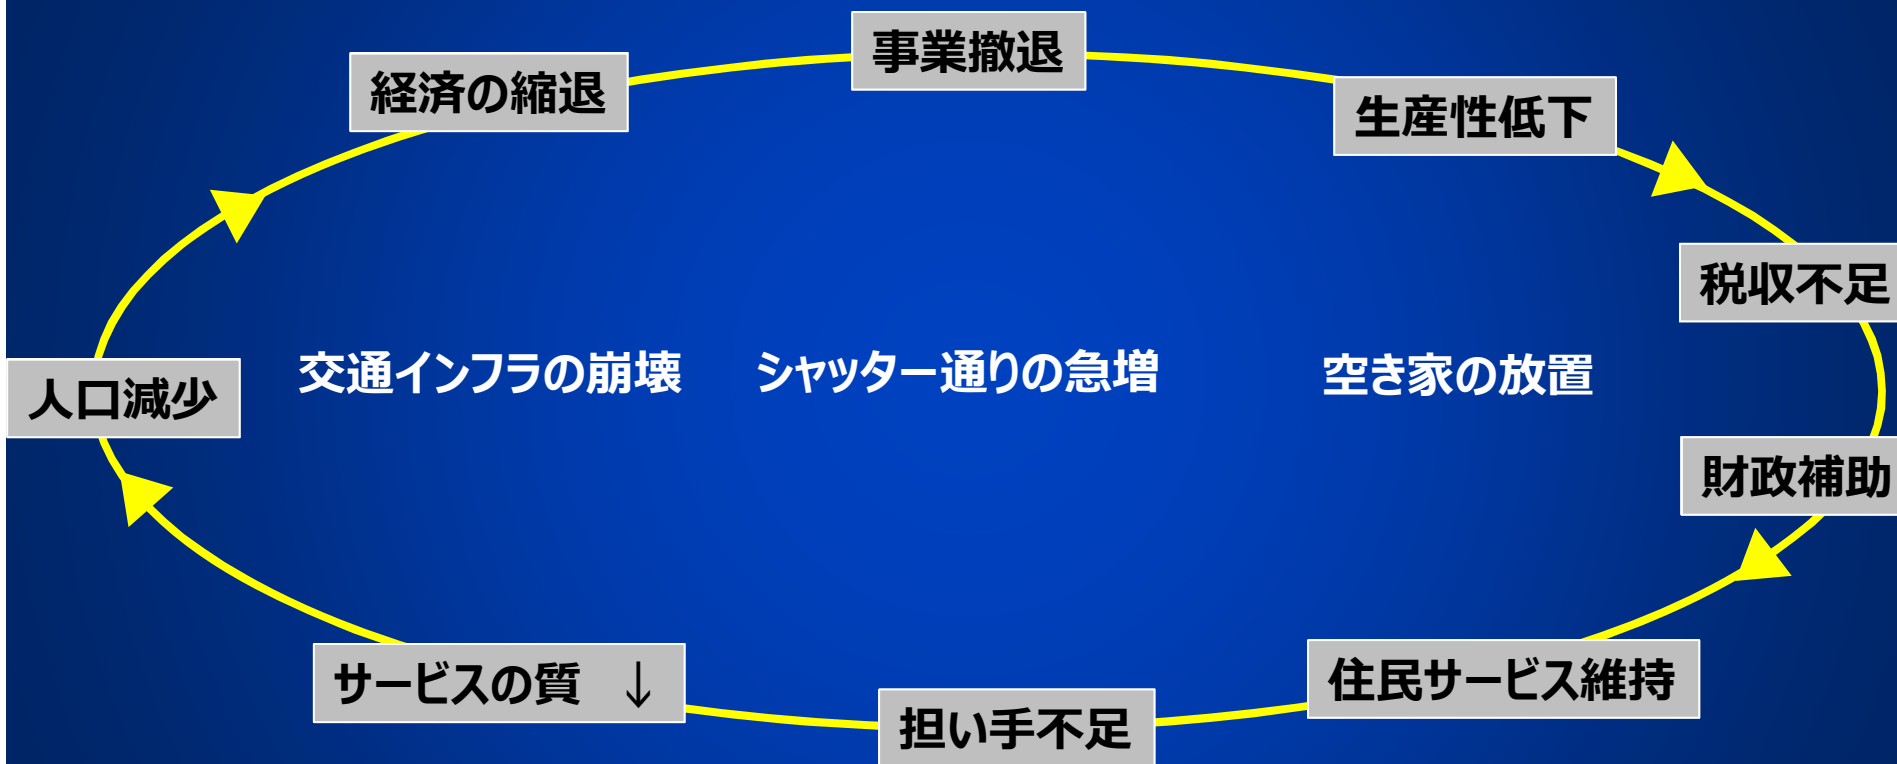 事業撤退
経済の縮退
生産性低下
税収不足
交通インフラの崩壊
シャッター通りの急増
空き家の放置
人口減少
財政補助
サービスの質　↓
住民サービス維持
担い手不足